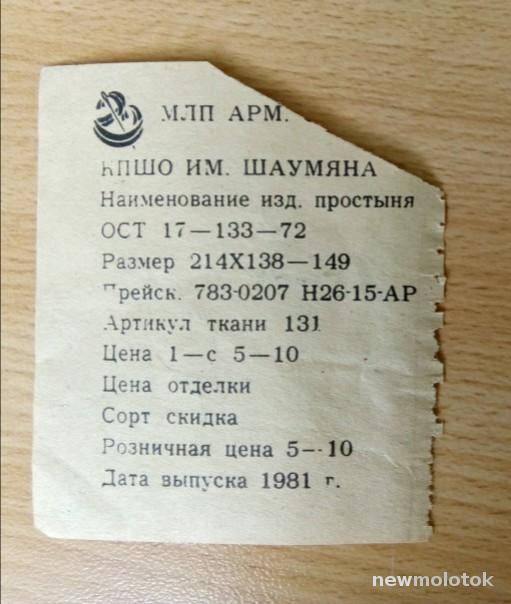 МЛП АРМ.
КПШО ИМ. ШАУМЯНА
Наименование изд. простыня
ОСТ 17—133—72
Размер 214Х138—149
Прейск. 783-0207 Н26-15-АР
Артикул ткани 131
Цена 1—с 5—10
Цена отделки
Сорт скидка
Розничная цена 5—10
Дата выпуска 1981 г.
newmolotok